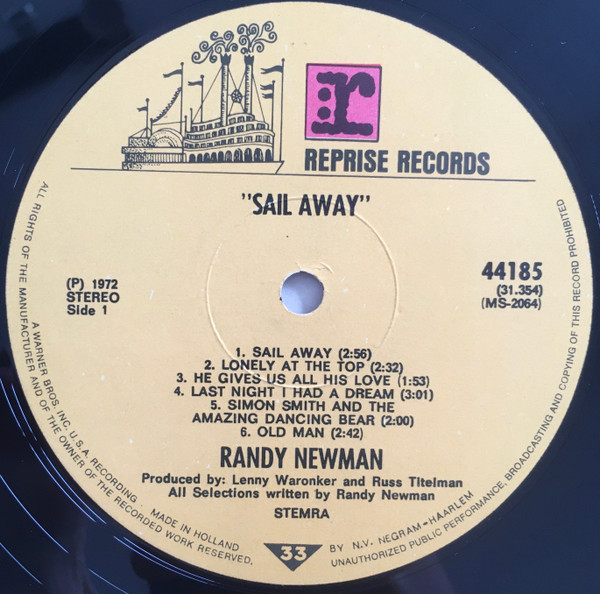 r
REPRISE RECORDS
"SAIL AWAY"
(P) 1972
STEREO
Side 1
44185
(31.354)
(MS-2064)
1. SAIL AWAY (2:56)
2. LONELY AT THE TOP (2:32)
3. HE GIVES US ALL HIS LOVE (1:53)
4. LAST NIGHT I HAD A DREAM (3:01)
5. SIMON SMITH AND THE
AMAZING DANCING BEAR (2:00)
6. OLD MAN (2:42)
RANDY NEWMAN
Produced by: Lenny Waronker and Russ Titelman
All Selections written by Randy Newman
STEMRA
33
ALL RIGHTS OF THE MANUFACTURER AND OF THE OWNER OF THE RECORDED WORK RESERVED,
UNAUTHORIZED PUBLIC PERFORMANCE, BROADCASTING AND COPYING OF THIS RECORD PROHIBITED
A WARNER BROS. INC. U.S.A. RECORDING - MADE IN HOLLAND
BY N.V. NEGRAM-HAARLEM